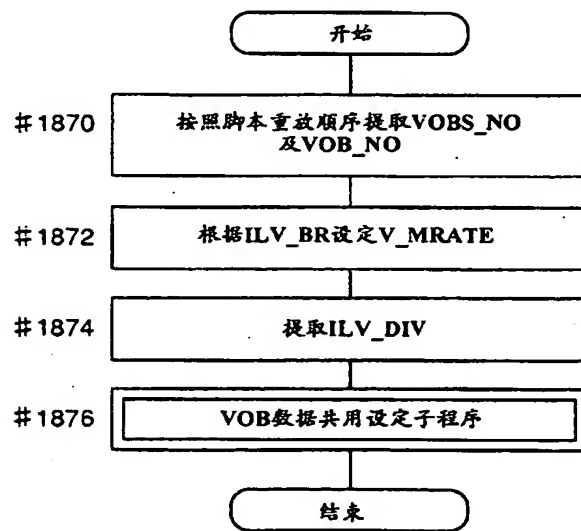 开始
#1870
按照脚本重放顺序提取VOBS_NO
及VOB_NO
#1872
根据ILV_BR设定V_MRATE
#1874
提取ILV_DIV
#1876
VOB数据共用设定子程序
结束